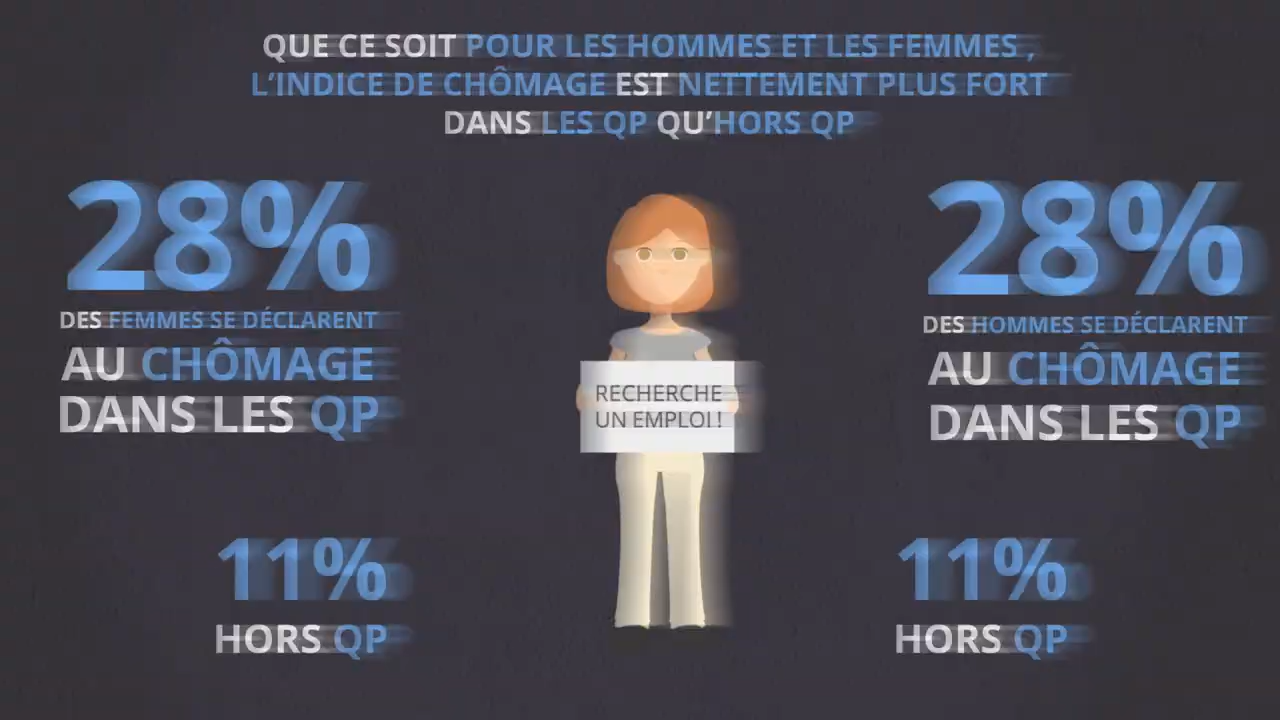 QUE CE SOIT POUR LES HOMMES ET LES FEMMES ,
L'INDICE DE CHÔMAGE EST NETTEMENT PLUS FORT
DANS LES QP QU'HORS QP
28%
DES FEMMES SE DÉCLARENT
AU CHÔMAGE
DANS LES QP
11%
HORS QP
RECHERCHE
UN EMPLOI !
28%
DES HOMMES SE DÉCLARENT
AU CHÔMAGE
DANS LES QP
11%
HORS QP